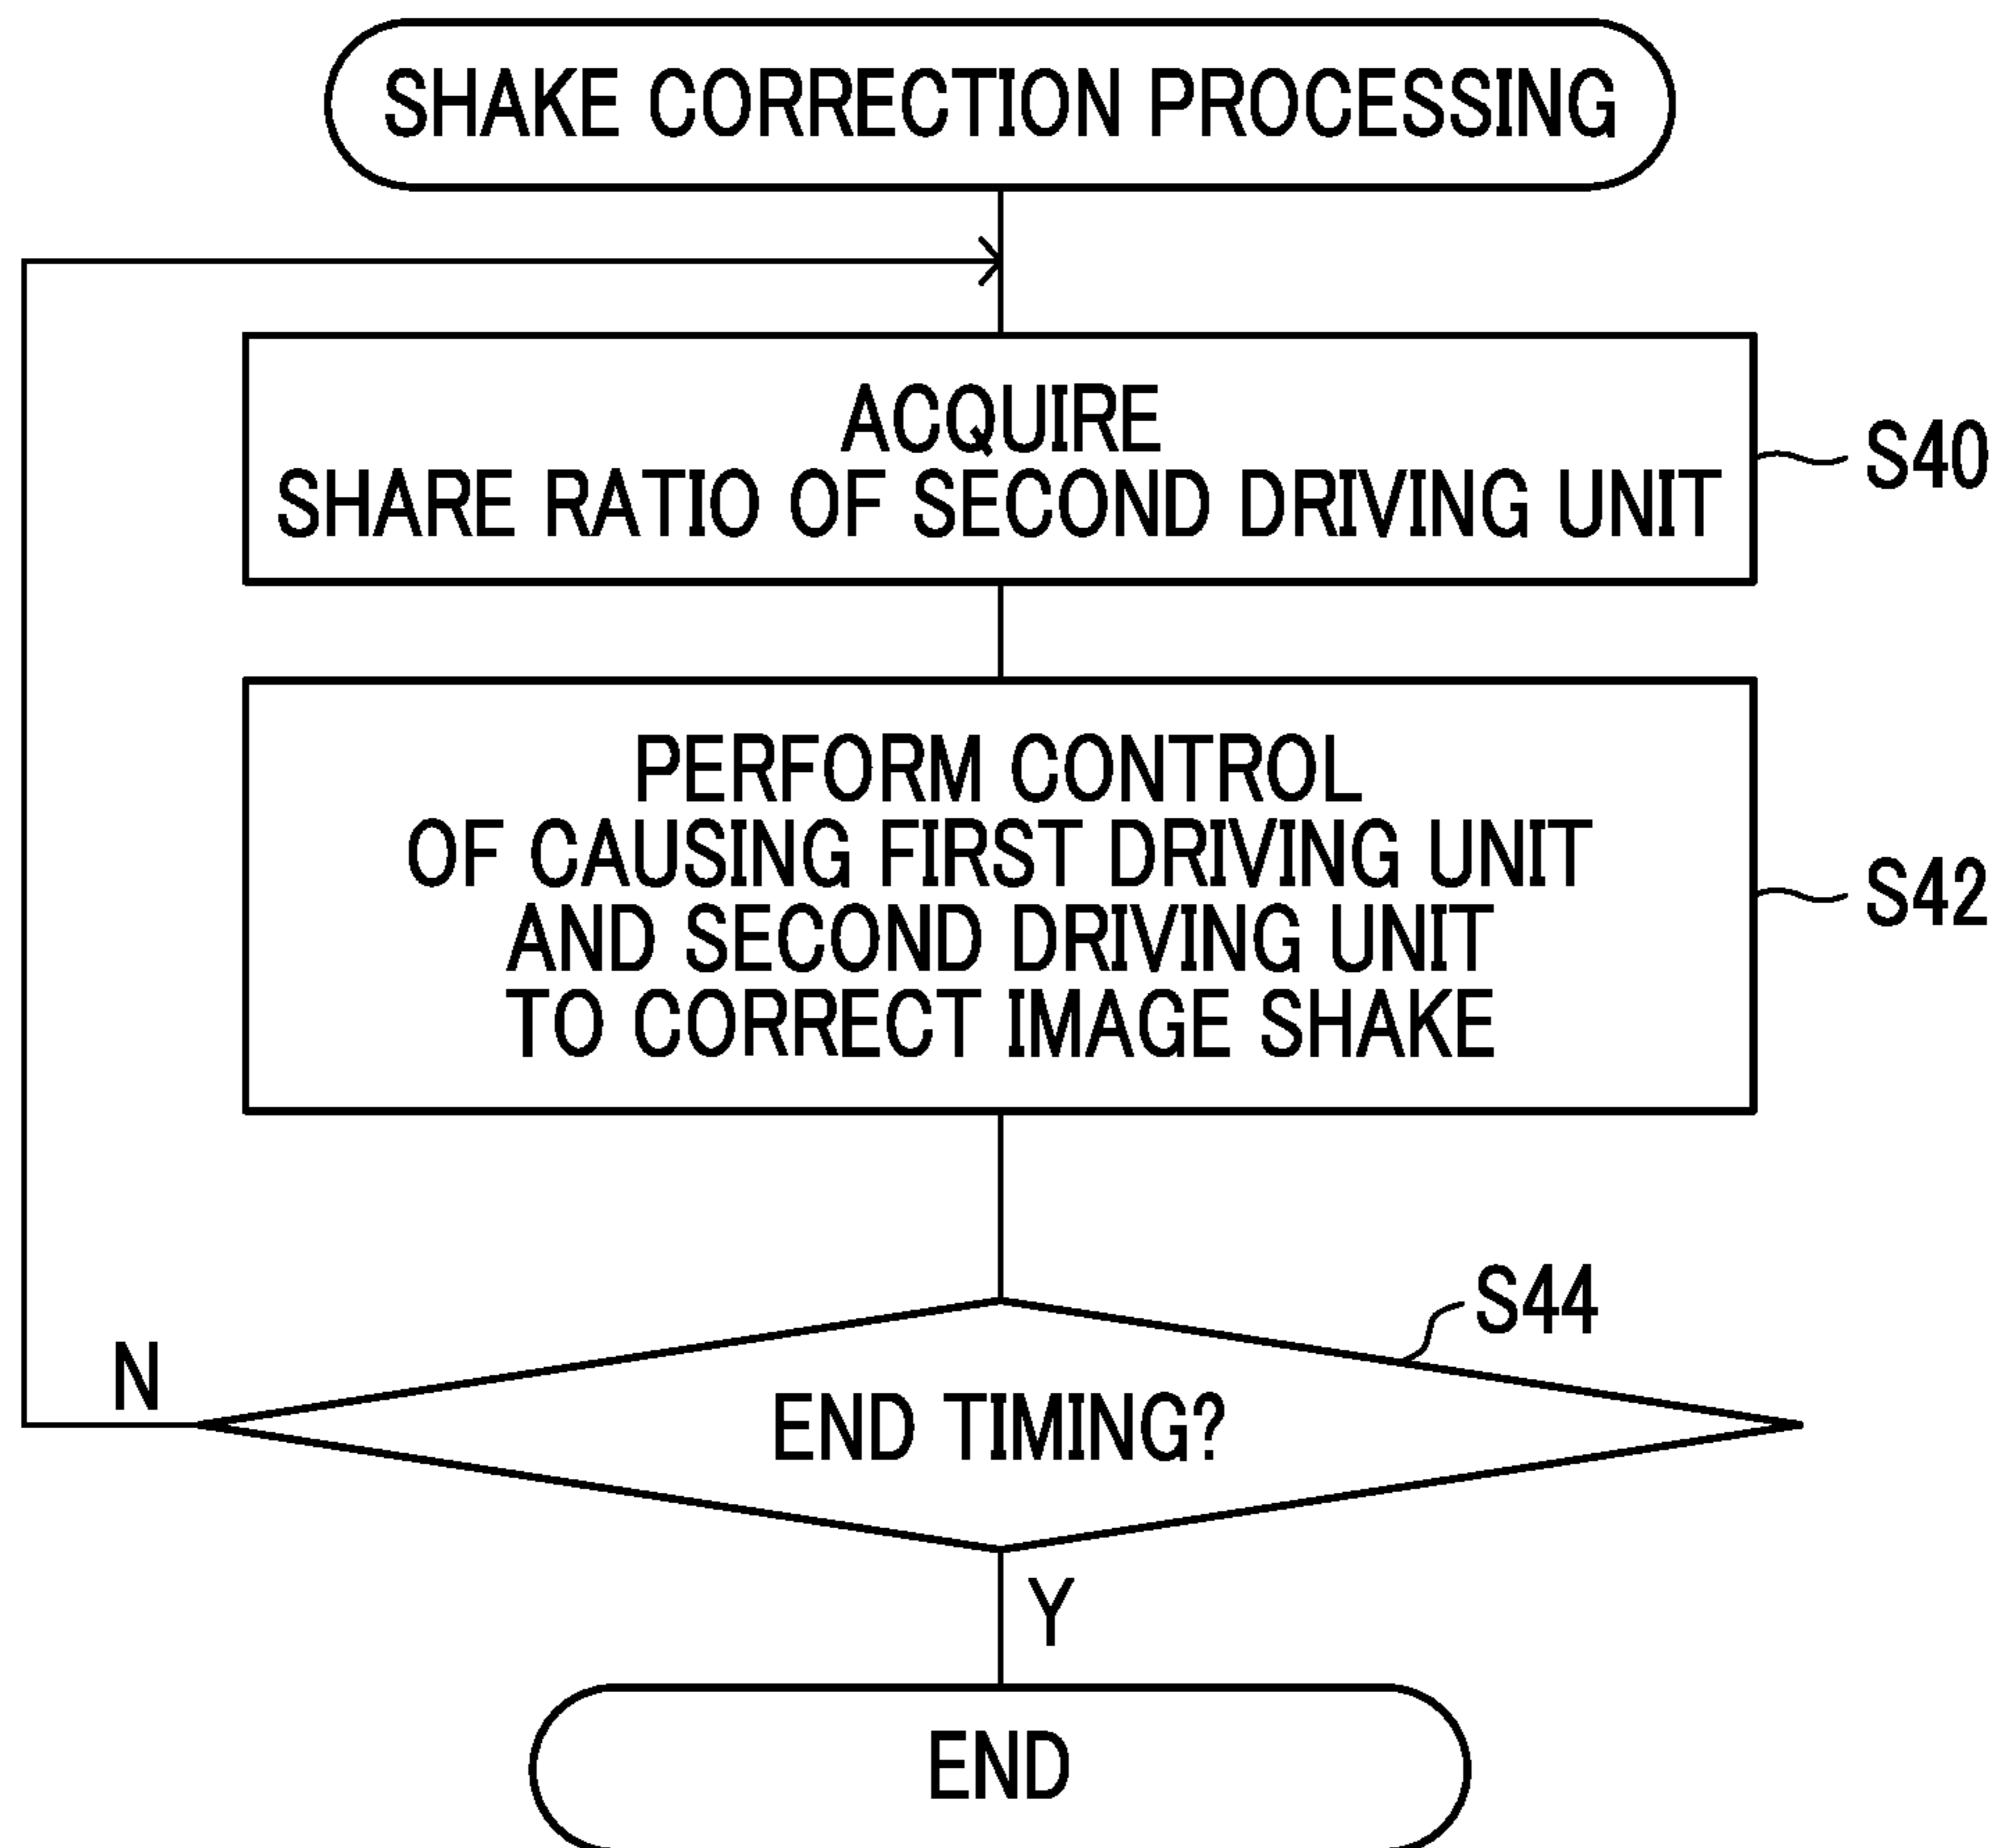 SHAKE CORRECTION PROCESSING
ACQUIRE
SHARE RATIO OF SECOND DRIVING UNIT
S40
PERFORM CONTROL
OF CAUSING FIRST DRIVING UNIT
AND SECOND DRIVING UNIT
TO CORRECT IMAGE SHAKE
S42
S44
N
END TIMING?
Y
END